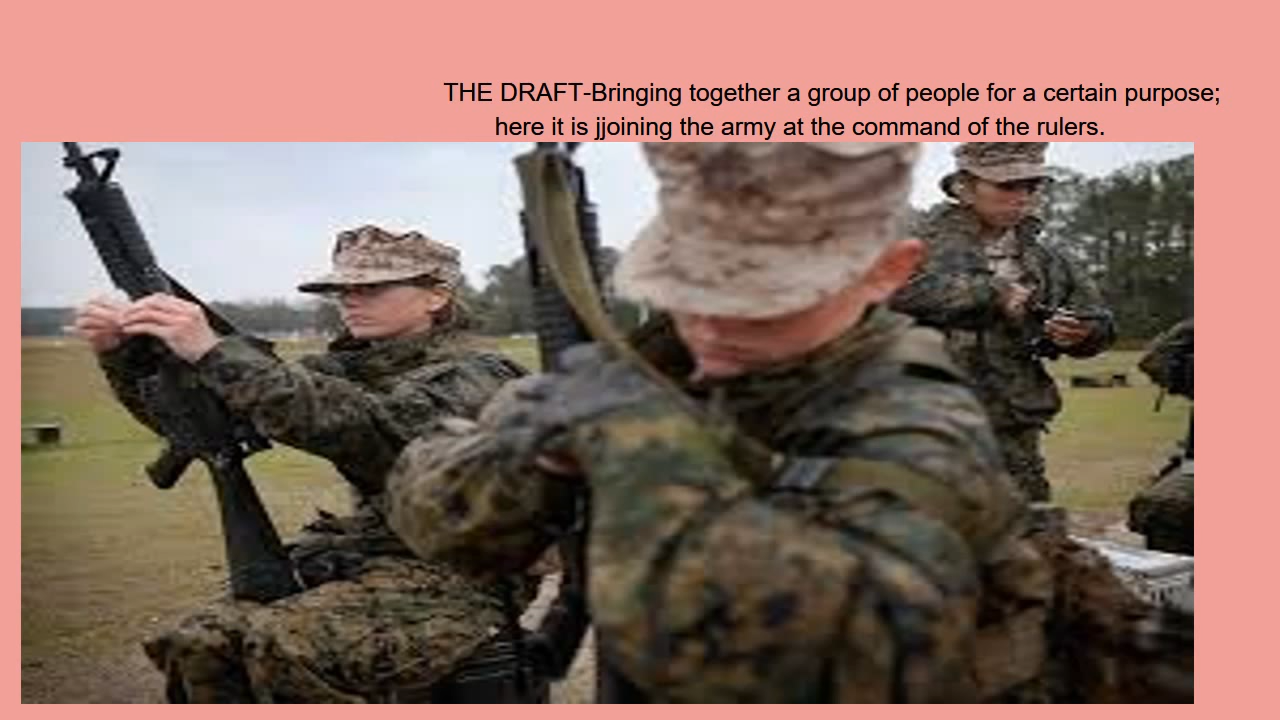 THE DRAFT-Bringing together a group of people for a certain purpose;
here it is jjoining the army at the command of the rulers.